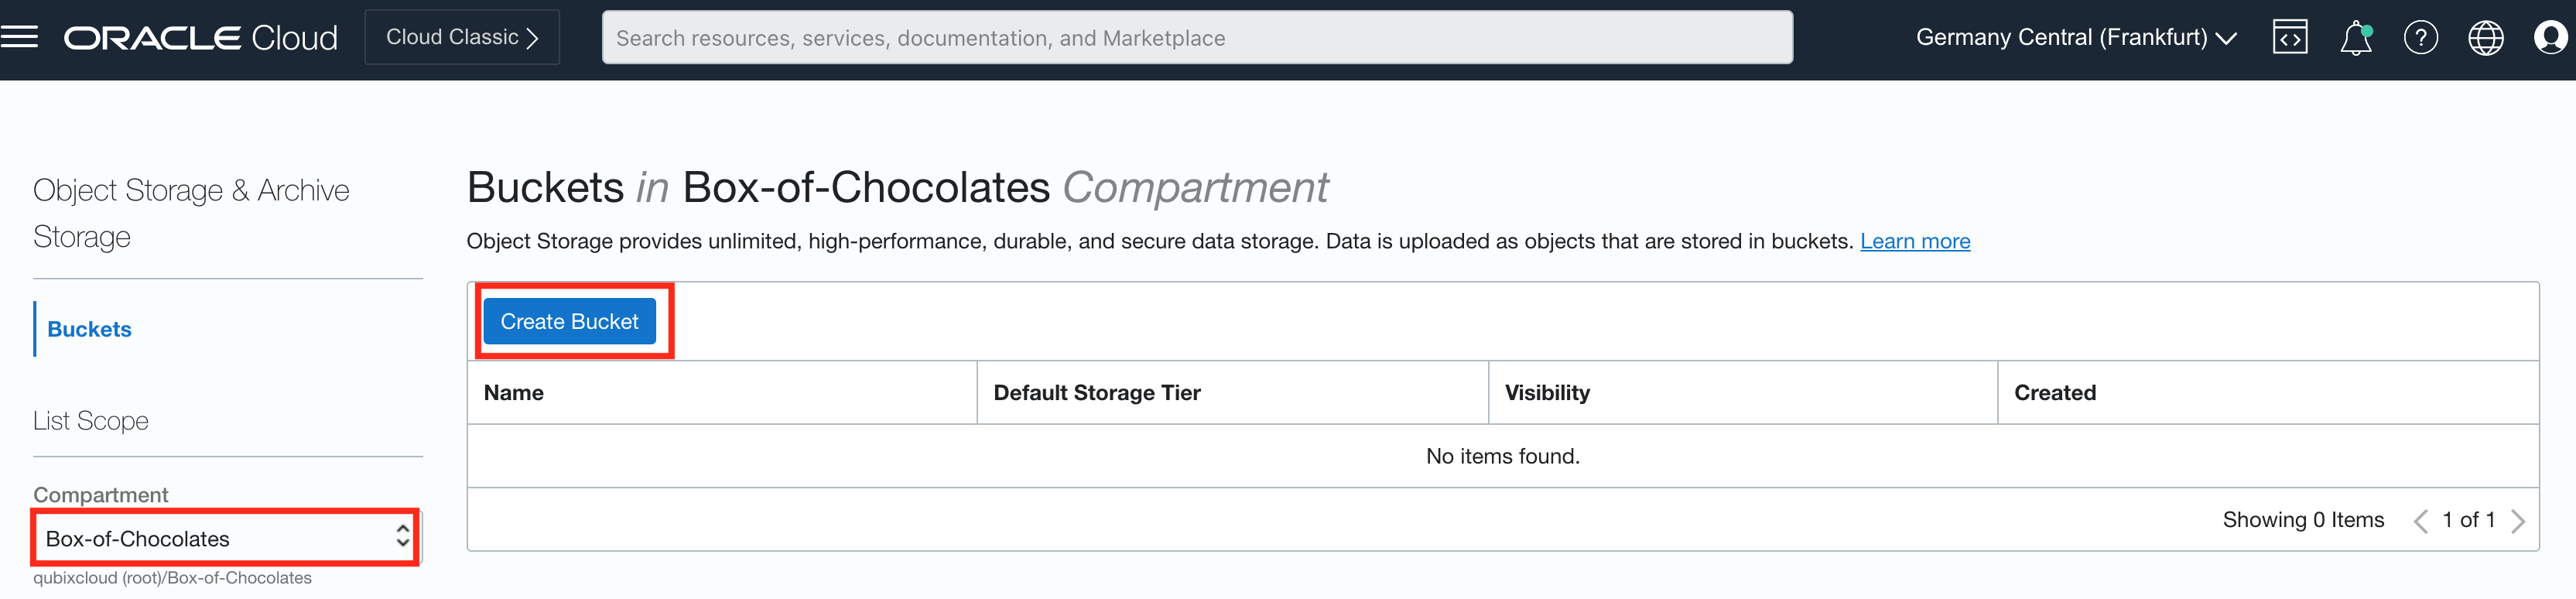 ORACLE Cloud
Cloud Classic
Search resources, services, documentation, and Marketplace
Germany Central (Frankfurt)
Object Storage & Archive
Storage
Buckets
List Scope
Compartment
Box-of-Chocolates
qubixcloud (root)/Box-of-Chocolates
Buckets in Box-of-Chocolates Compartment
Object Storage provides unlimited, high-performance, durable, and secure data storage. Data is uploaded as objects that are stored in buckets. Learn more
Create Bucket
Name Default Storage Tier Visibility Created
No items found.
Showing 0 Items < 1 of 1 >